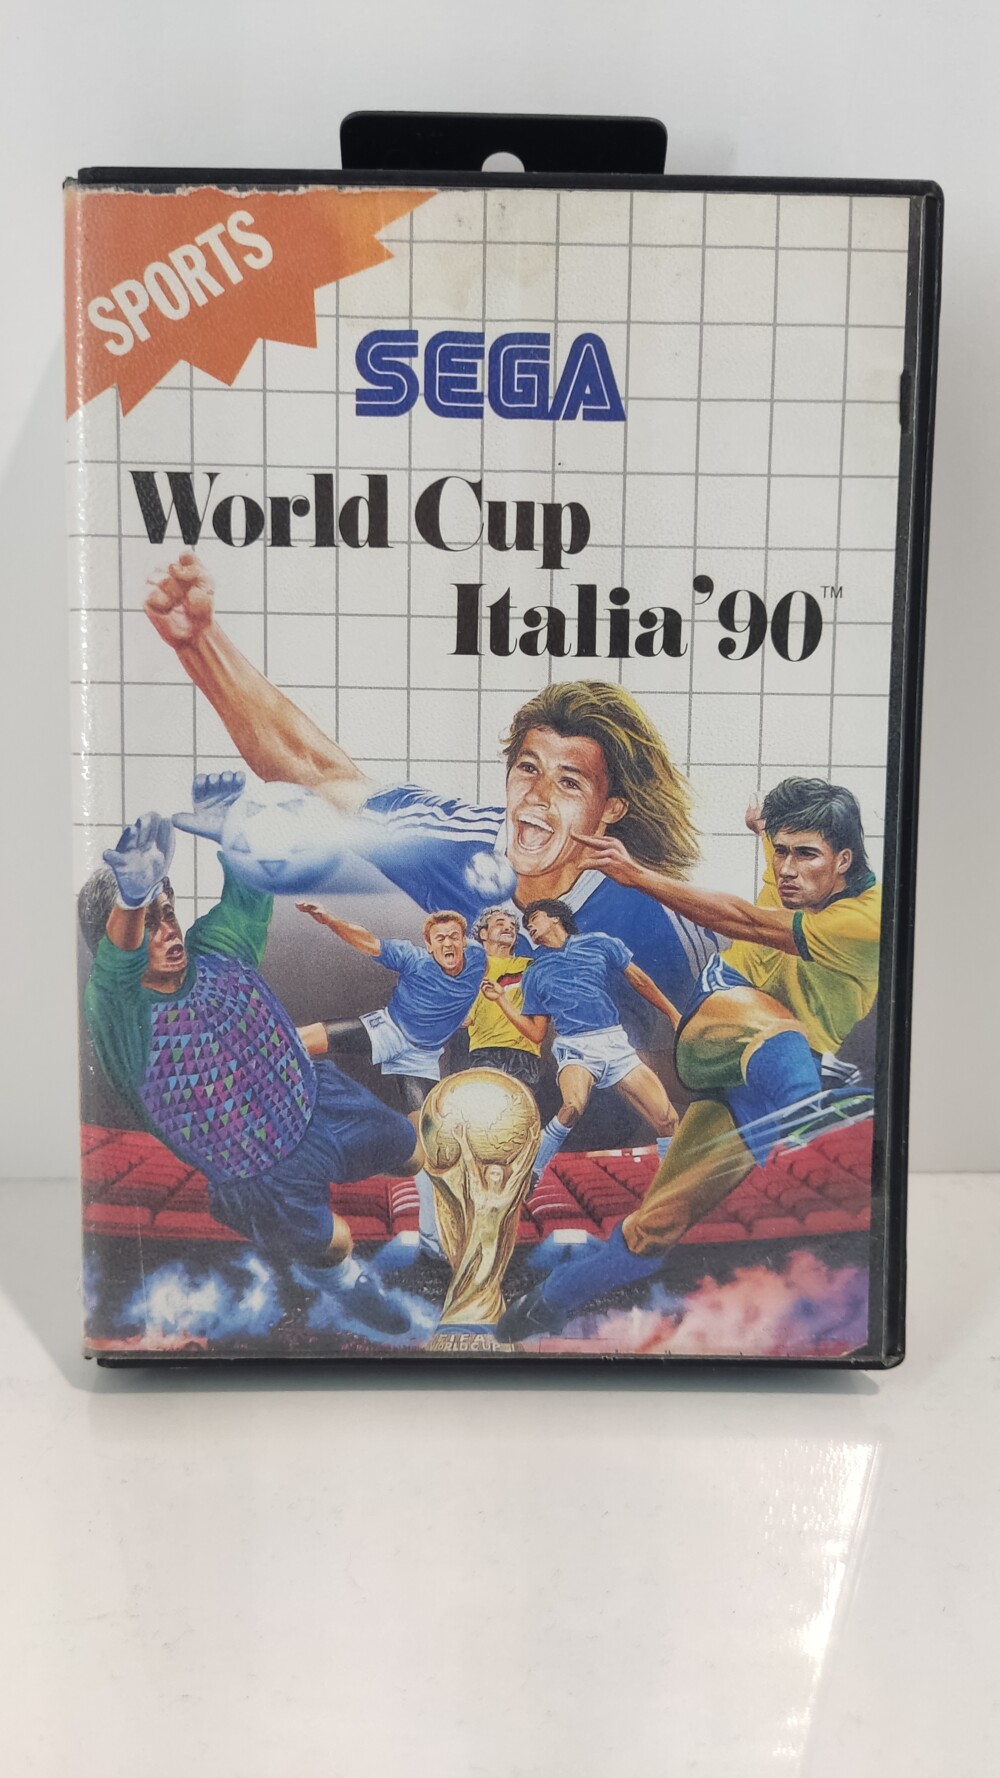 SPORTS
SEGA
World Cup
Italia '90™
FIFA
WORLD CUP